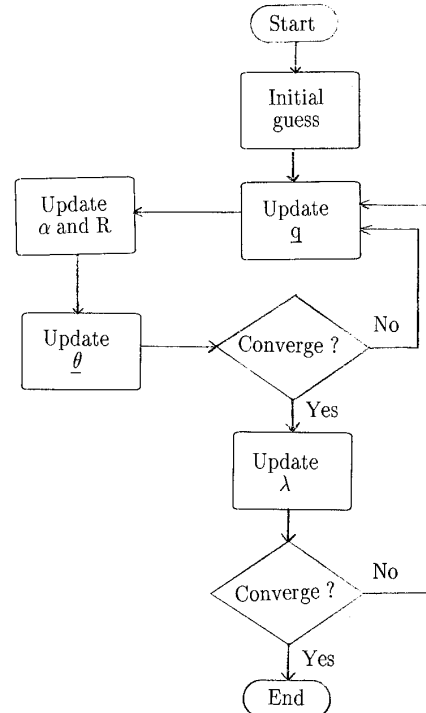 Start
Initial
guess
Update
q
Update
α and R
Update
θ
Converge ?
No
Yes
Update
λ
Converge ?
No
Yes
End